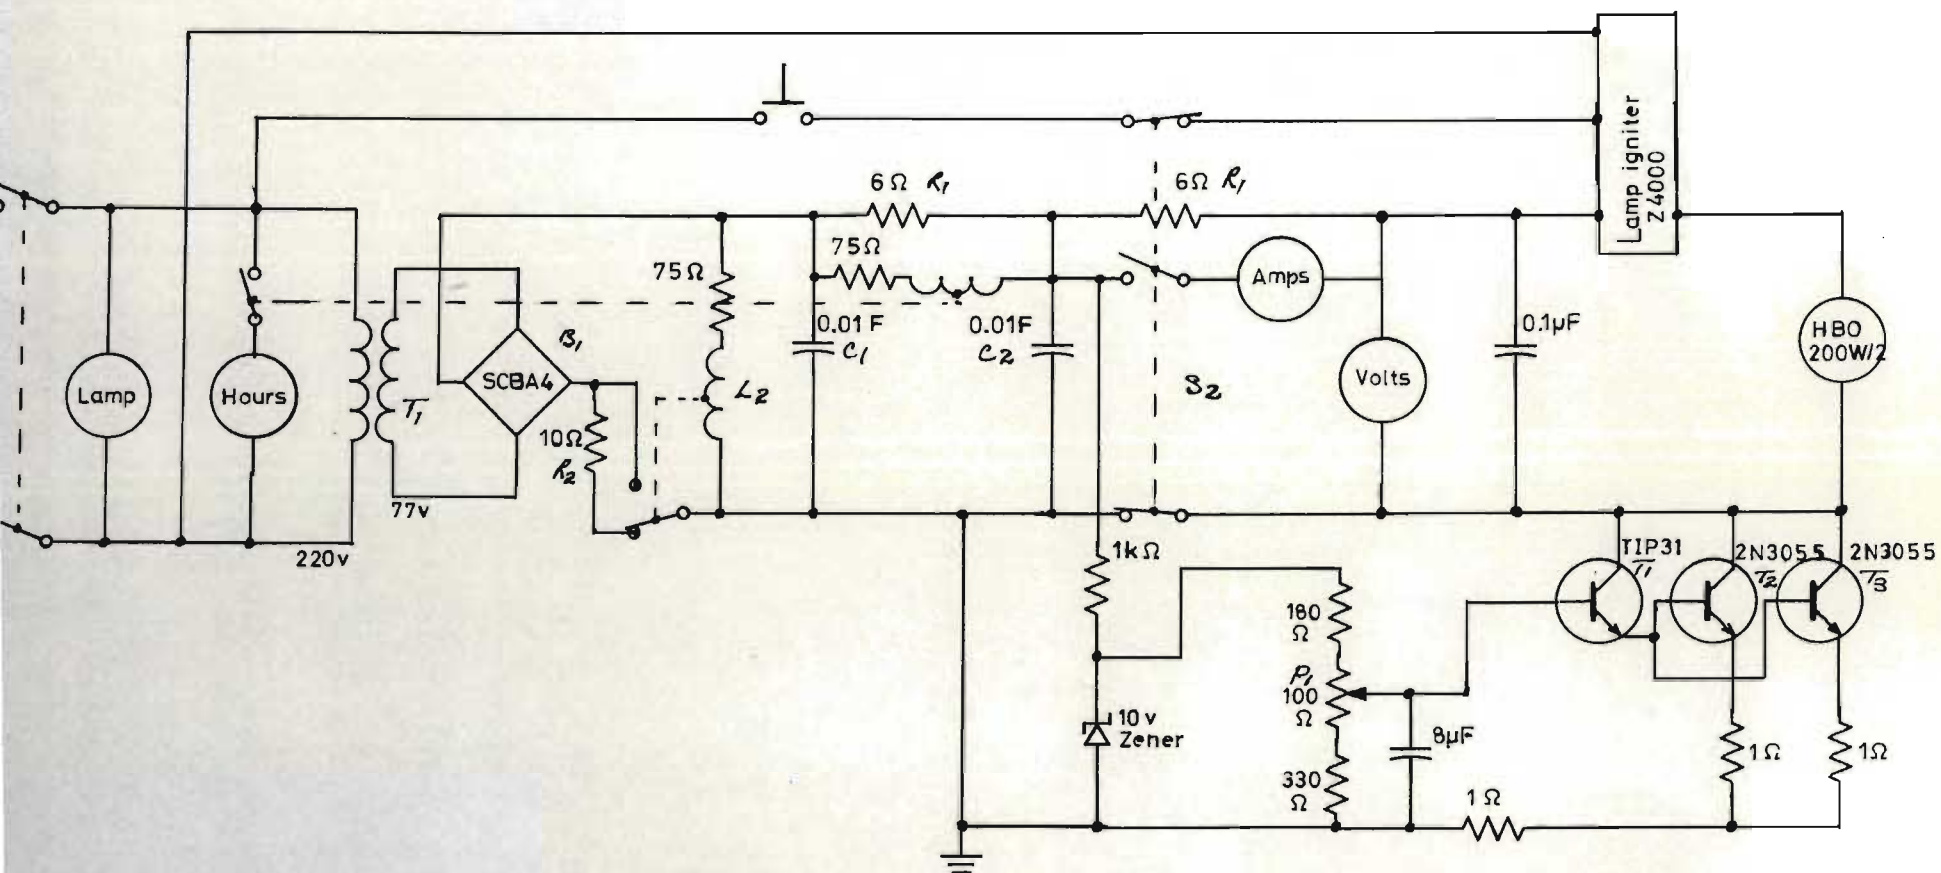 Lamp igniter
Z4000
6Ω R1
6Ω R1
75Ω
75Ω
Amps
0.01 F
C1
0.01F
C2
0.1µF
HBO
200W/2
B1
SCBA4
Lamp
Hours
T1
L2
S2
Volts
10Ω
R2
77v
220v
1kΩ
TIP31
T1
2N3055
T2
2N3055
T3
180
Ω
P1
100
Ω
10 v
Zener
8µF
330
Ω
1Ω
1Ω
1Ω